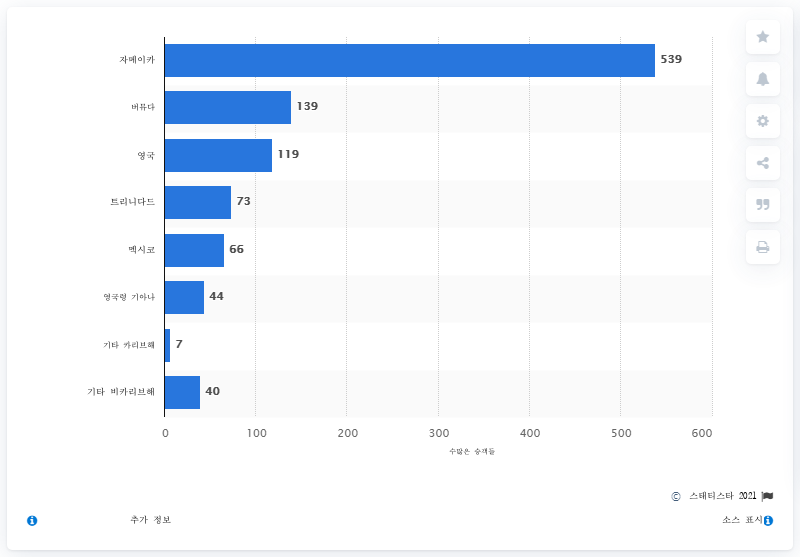 자메이카 539
버뮤다 139
영국 119
트리니다드 73
멕시코 66
영국령 기아나 44
기타 카리브해 7
기타 비카리브해 40
0 100 200 300 400 500 600
수많은 승객들
© 스태티스타 2021
추가 정보 소스 표시